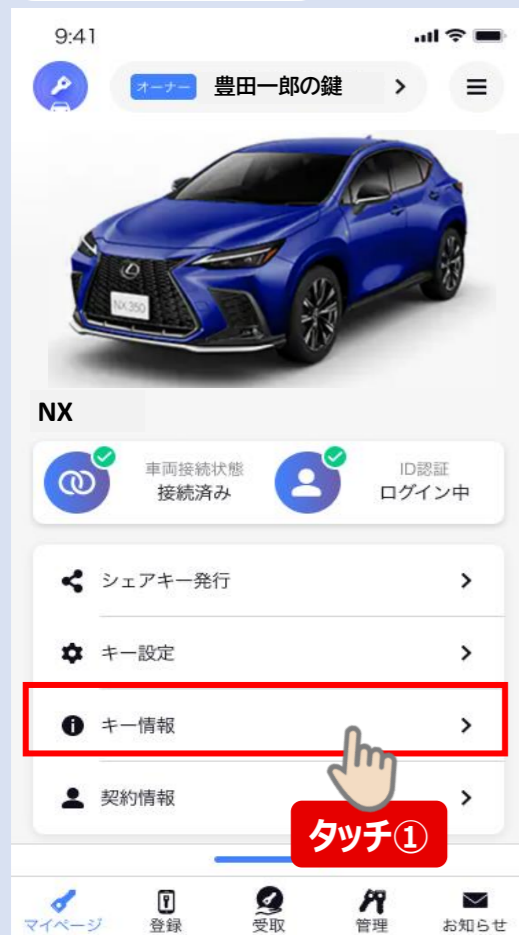 9:41
オーナー 豊田一郎の鍵
NX 350
NX
車両接続状態
接続済み
ID認証
ログイン中
シェアキー発行
キー設定
キー情報
契約情報
タッチ①
マイページ 登録 受取 管理 お知らせ